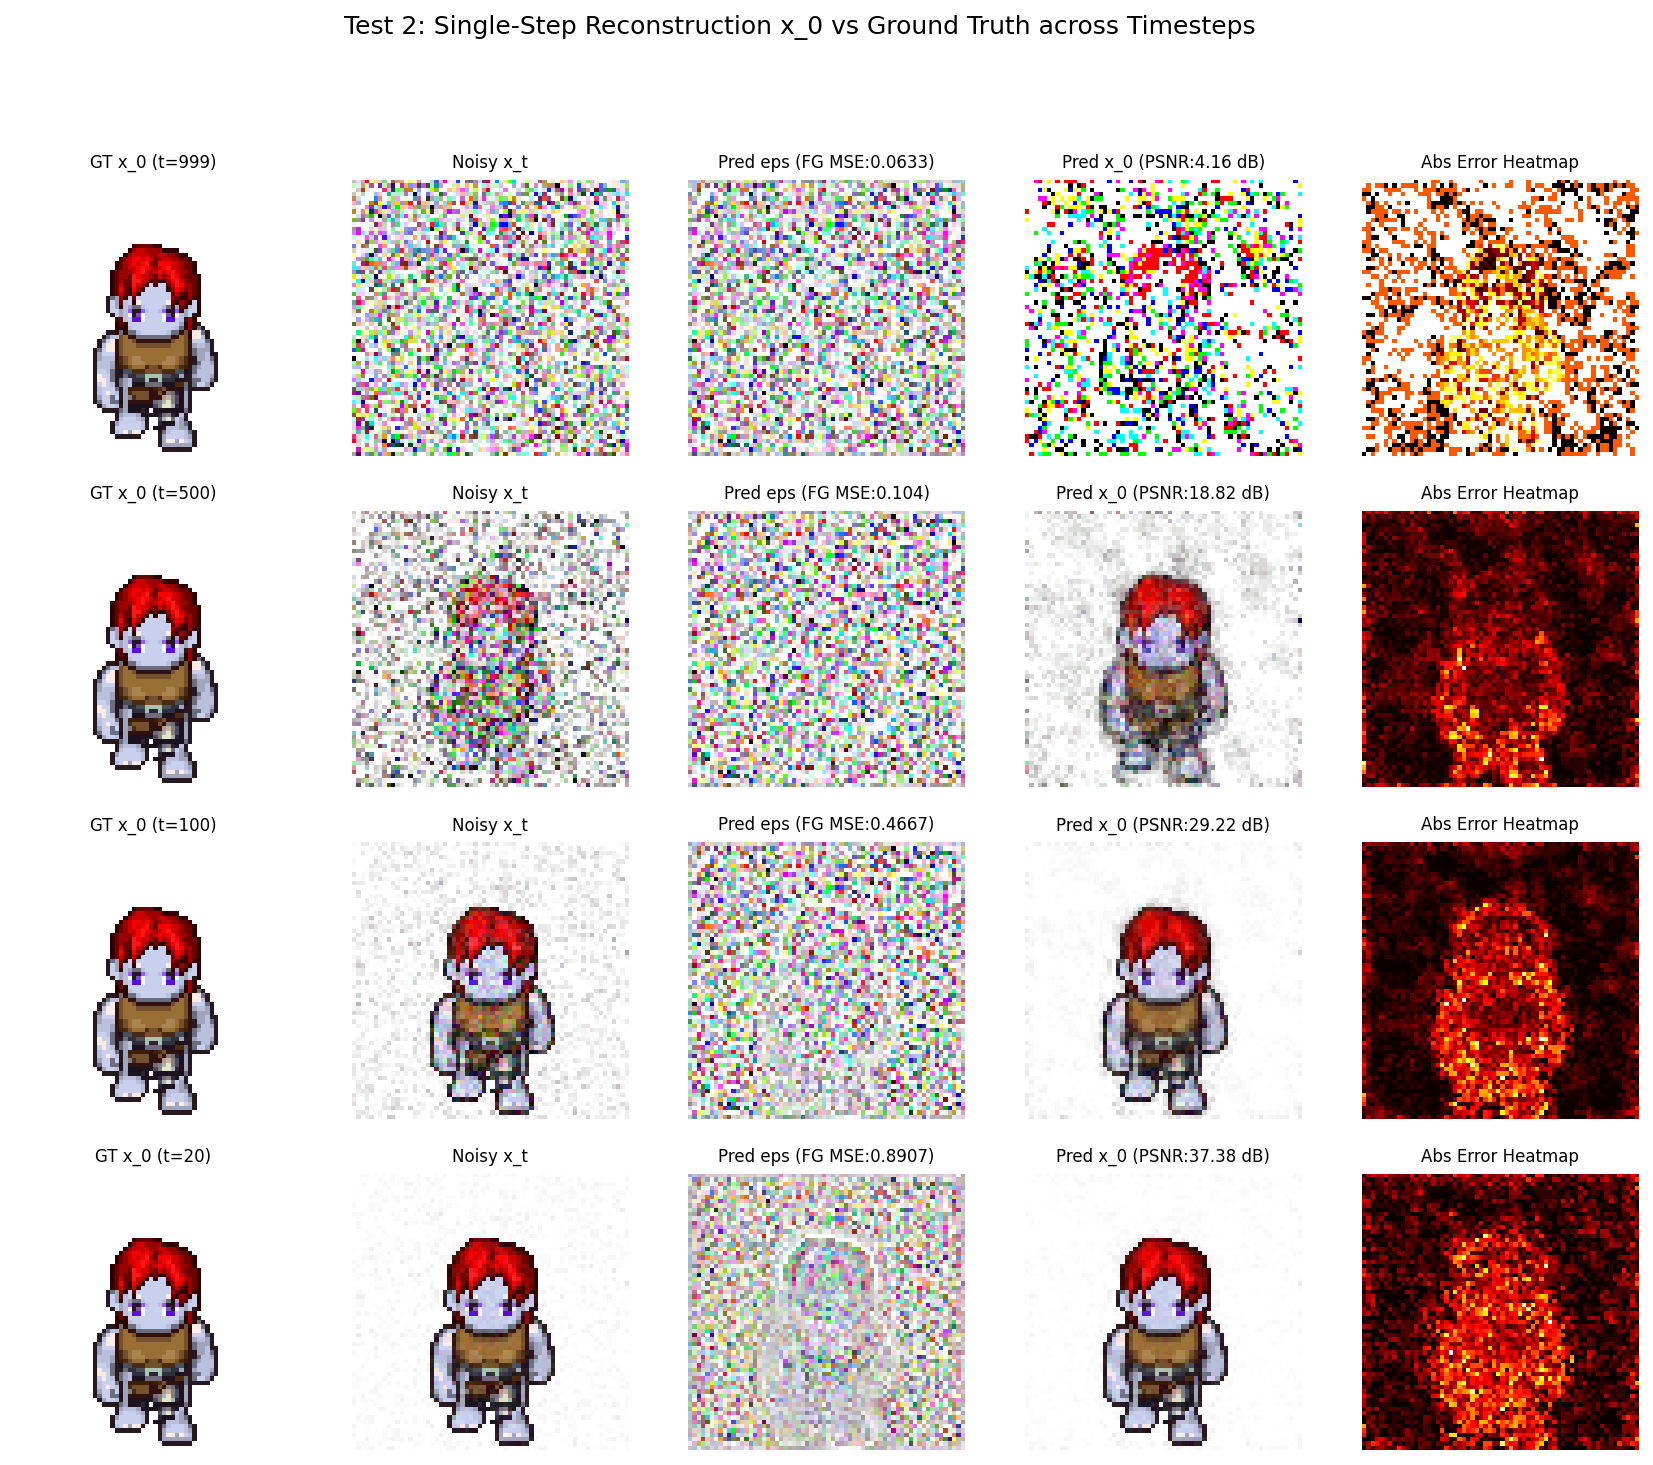 Test 2: Single-Step Reconstruction x_0 vs Ground Truth across Timesteps
GT x_0 (t=999)
Noisy x_t
Pred eps (FG MSE:0.0633)
Pred x_0 (PSNR:4.16 dB)
Abs Error Heatmap
GT x_0 (t=500)
Noisy x_t
Pred eps (FG MSE:0.104)
Pred x_0 (PSNR:18.82 dB)
Abs Error Heatmap
GT x_0 (t=100)
Noisy x_t
Pred eps (FG MSE:0.4667)
Pred x_0 (PSNR:29.22 dB)
Abs Error Heatmap
GT x_0 (t=20)
Noisy x_t
Pred eps (FG MSE:0.8907)
Pred x_0 (PSNR:37.38 dB)
Abs Error Heatmap